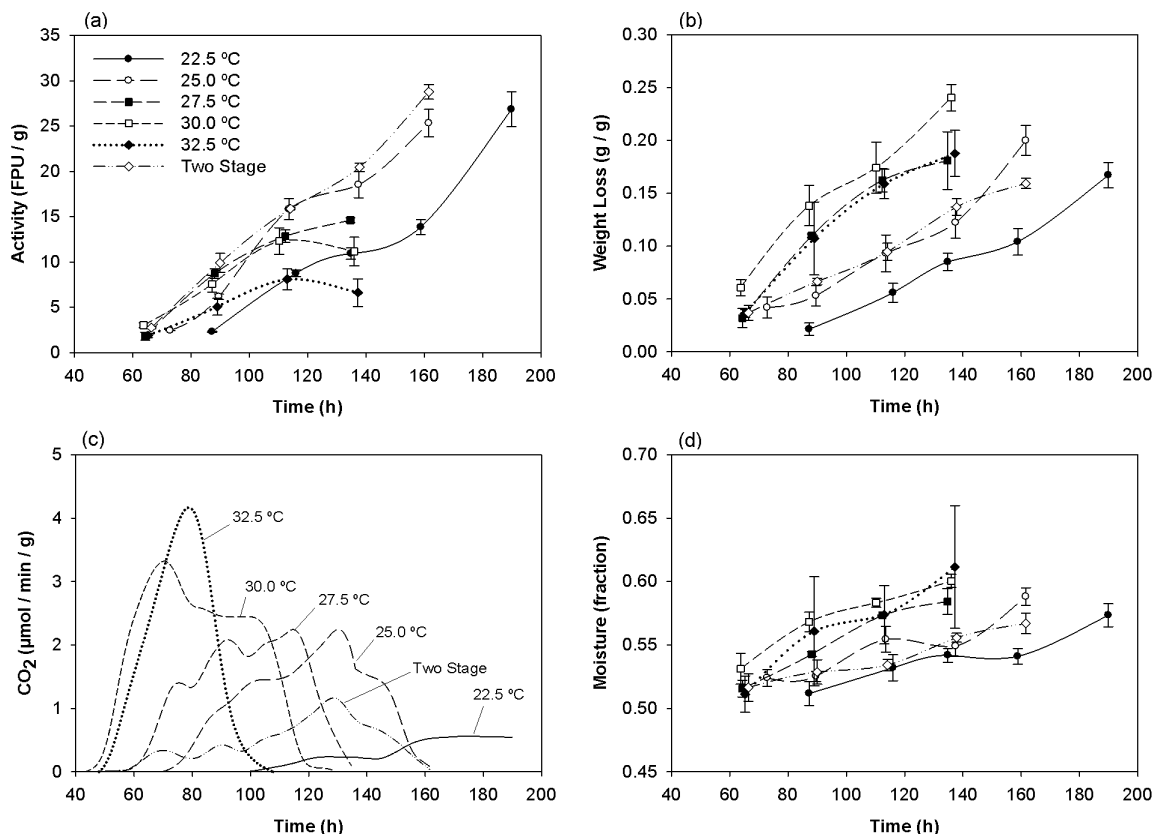 (a)
Activity (FPU / g)
40
35
30
25
20
15
10
5
0
22.5 ºC
25.0 ºC
27.5 ºC
30.0 ºC
32.5 ºC
Two Stage
40 60 80 100 120 140 160 180 200
Time (h)
(b)
Weight Loss (g / g)
0.30
0.25
0.20
0.15
0.10
0.05
0.00
40 60 80 100 120 140 160 180 200
Time (h)
(c)
CO2 (µmol / min / g)
5
4
3
2
1
0
32.5 ºC
30.0 ºC
27.5 ºC
25.0 ºC
Two Stage
22.5 ºC
40 60 80 100 120 140 160 180 200
Time (h)
(d)
Moisture (fraction)
0.70
0.65
0.60
0.55
0.50
0.45
40 60 80 100 120 140 160 180 200
Time (h)